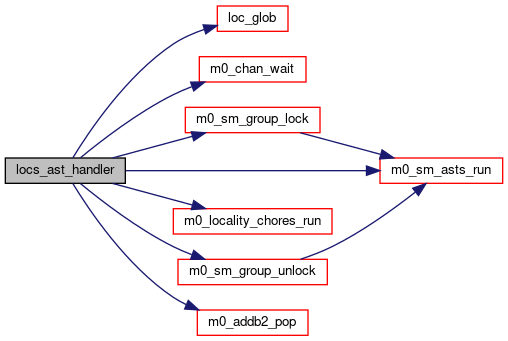 loc_glob
m0_chan_wait
m0_sm_group_lock
locs_ast_handler
m0_sm_asts_run
m0_locality_chores_run
m0_sm_group_unlock
m0_addb2_pop